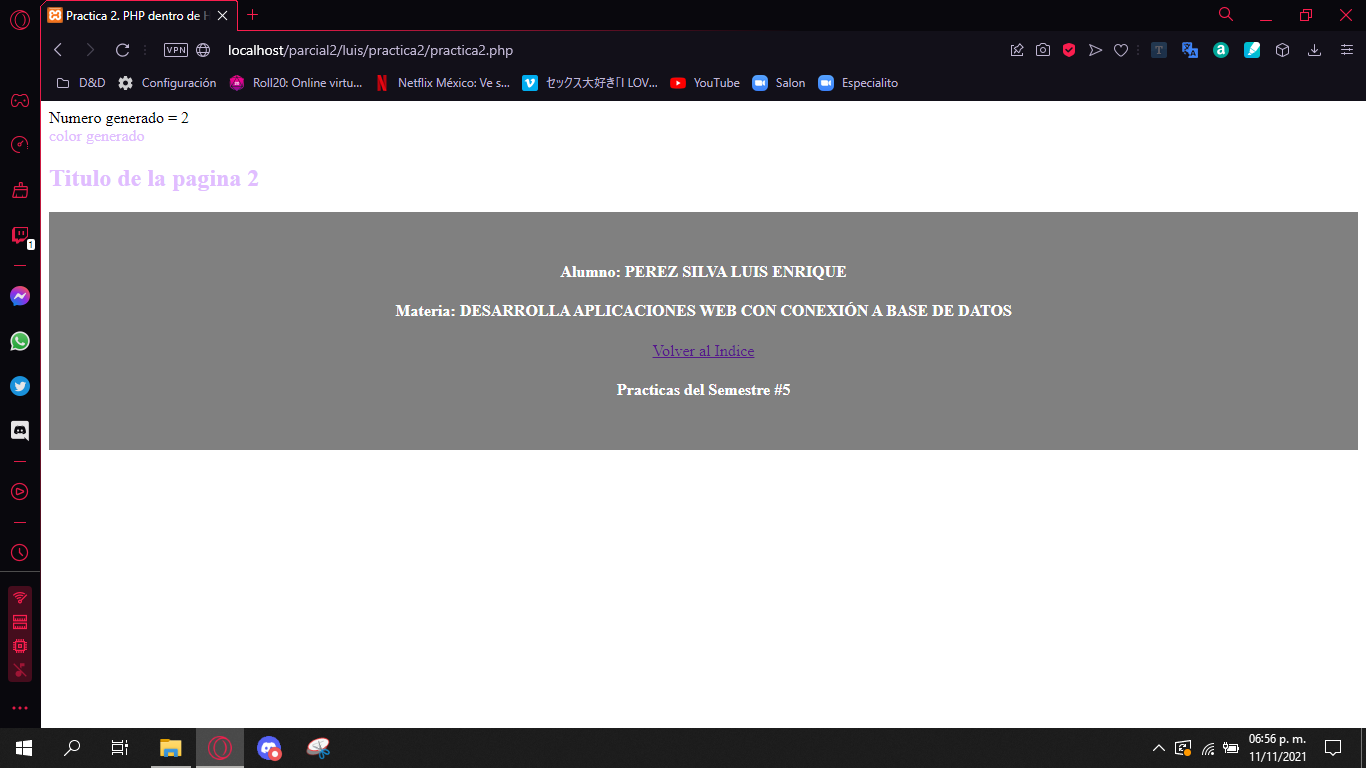 Practica 2. PHP dentro de H
VPN
localhost/parcial2/luis/practica2/practica2.php
D&D
Configuración
Roll20: Online virtu...
Netflix México: Ve s...
セックス大好き「I LOV...
YouTube
Salon
Especialito
Numero generado = 2
color generado
Titulo de la pagina 2
Alumno: PEREZ SILVA LUIS ENRIQUE
Materia: DESARROLLA APLICACIONES WEB CON CONEXIÓN A BASE DE DATOS
Volver al Indice
Practicas del Semestre #5
1
06:56 p. m.
11/11/2021